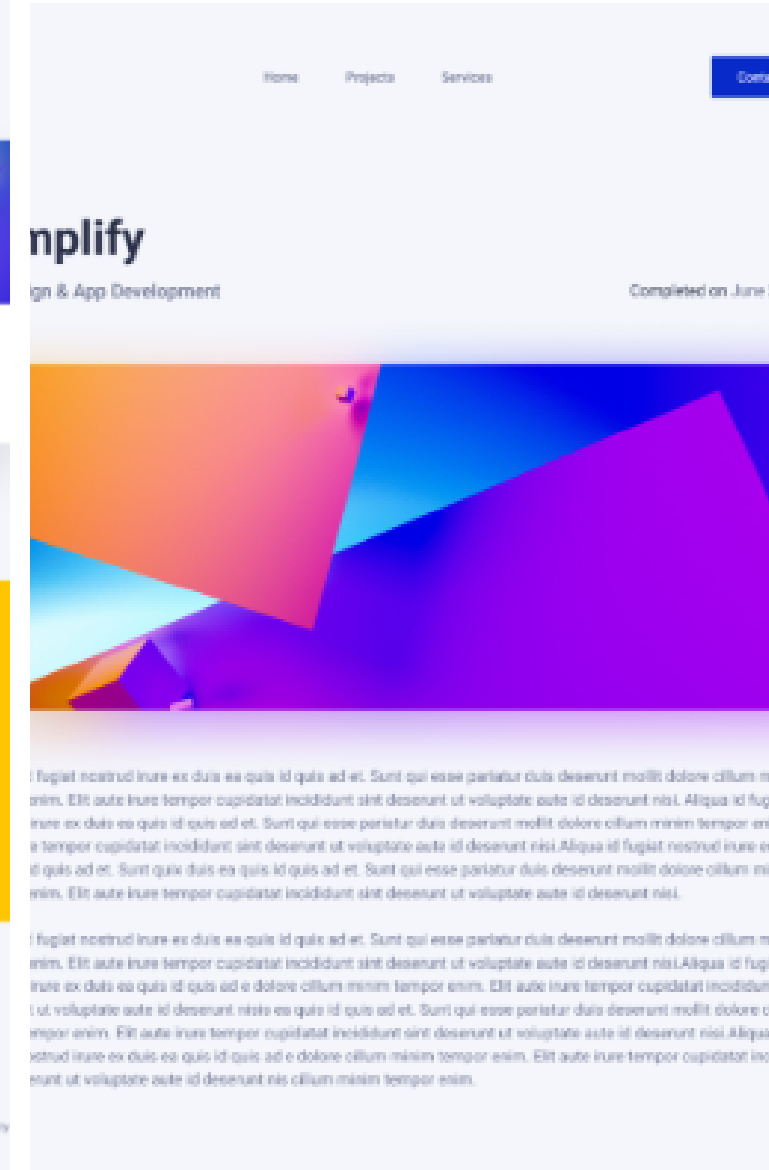 Home Projects Services Conta
mplify
ign & App Development
Completed on June
fugiat nostrud irure ex duis ea quis id quis ad et. Sunt qui esse pariatur duis deserunt mollit dolore cillum m
enim. Elit aute irure tempor cupidatat incididunt sint deserunt ut voluptate aute id deserunt nisi. Aliqua id fug
irure ex duis ea quis id quis ad et. Sunt qui esse pariatur duis deserunt mollit dolore cillum minim tempor en
e tempor cupidatat incididunt sint deserunt ut voluptate aute id deserunt nisi.Aliqua id fugiat nostrud irure e
d quis ad et. Sunt quix duis ea quis id quis ad et. Sunt qui esse pariatur duis deserunt mollit dolore cillum mi
enim. Elit aute irure tempor cupidatat incididunt sint deserunt ut voluptate aute id deserunt nisi.
fugiat nostrud irure ex duis ea quis id quis ad et. Sunt qui esse pariatur duis deserunt mollit dolore cillum m
enim. Elit aute irure tempor cupidatat incididunt sint deserunt ut voluptate aute id deserunt nisi.Aliqua id fugi
irure ex duis ea quis id quis ad e dolore cillum minim tempor enim. Elit aute irure tempor cupidatat incididunt
ut voluptate aute id deserunt nisis ea quis id quis ad et. Sunt qui esse pariatur duis deserunt mollit dolore c
empor enim. Elit aute irure tempor cupidatat incididunt sint deserunt ut voluptate aute id deserunt nisi.Aliqua
ostrud irure ex duis ea quis id quis ad e dolore cillum minim tempor enim. Elit aute irure tempor cupidatat inc
erunt ut voluptate aute id deserunt nis cillum minim tempor enim.